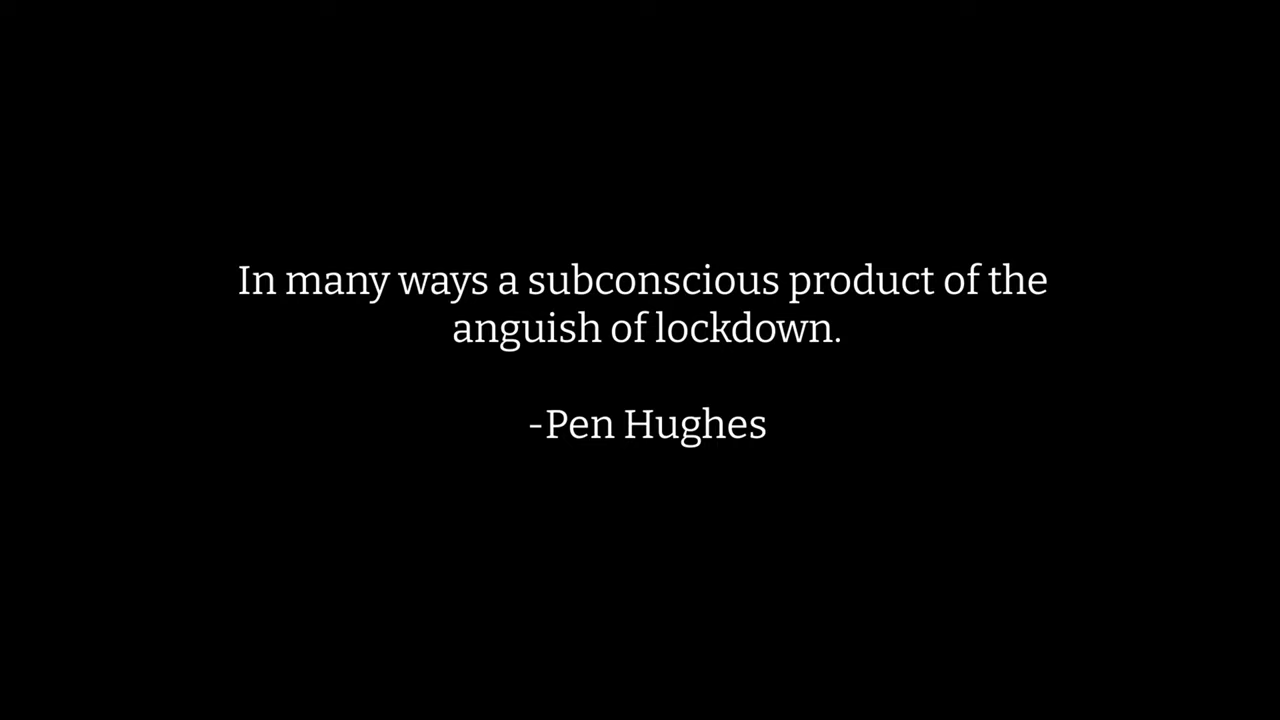 In many ways a subconscious product of the
anguish of lockdown.
-Pen Hughes